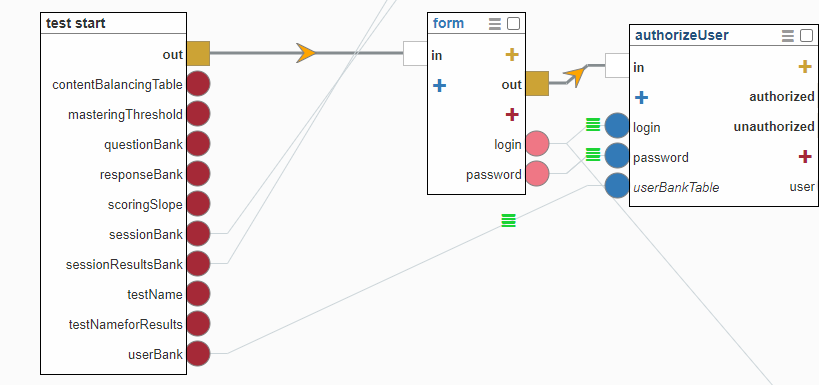 test start
out
contentBalancingTable
masteringThreshold
questionBank
responseBank
scoringSlope
sessionBank
sessionResultsBank
testName
testNameforResults
userBank
form
in
out
login
password
authorizeUser
in
authorized
login
unauthorized
password
userBankTable
user